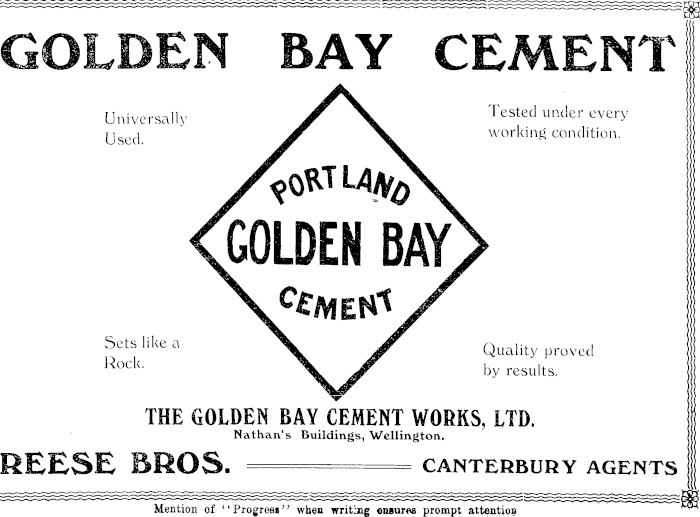 GOLDEN BAY CEMENT
Universally
Used.
Tested under every
working condition.
PORTLAND
GOLDEN BAY
CEMENT
Sets like a
Rock.
Quality proved
by results.
THE GOLDEN BAY CEMENT WORKS, LTD.
Nathan's Buildings, Wellington.
REESE BROS. CANTERBURY AGENTS
Mention of "Progress" when writing ensures prompt attention